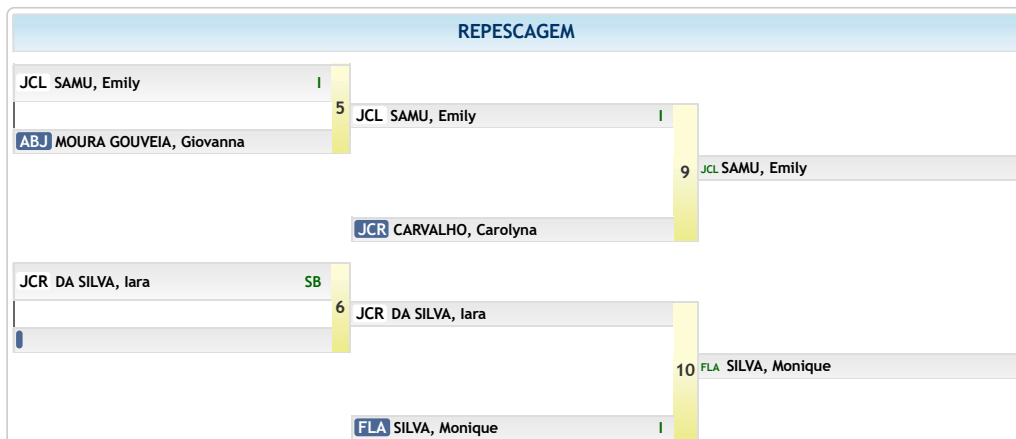 REPESCAGEM
JCL SAMU, Emily I
5
ABJ MOURA GOUVEIA, Giovanna
JCL SAMU, Emily I
9
JCR CARVALHO, Carolyna
JCL SAMU, Emily
JCR DA SILVA, Iara SB
6
JCR DA SILVA, Iara
10
FLA SILVA, Monique I
FLA SILVA, Monique